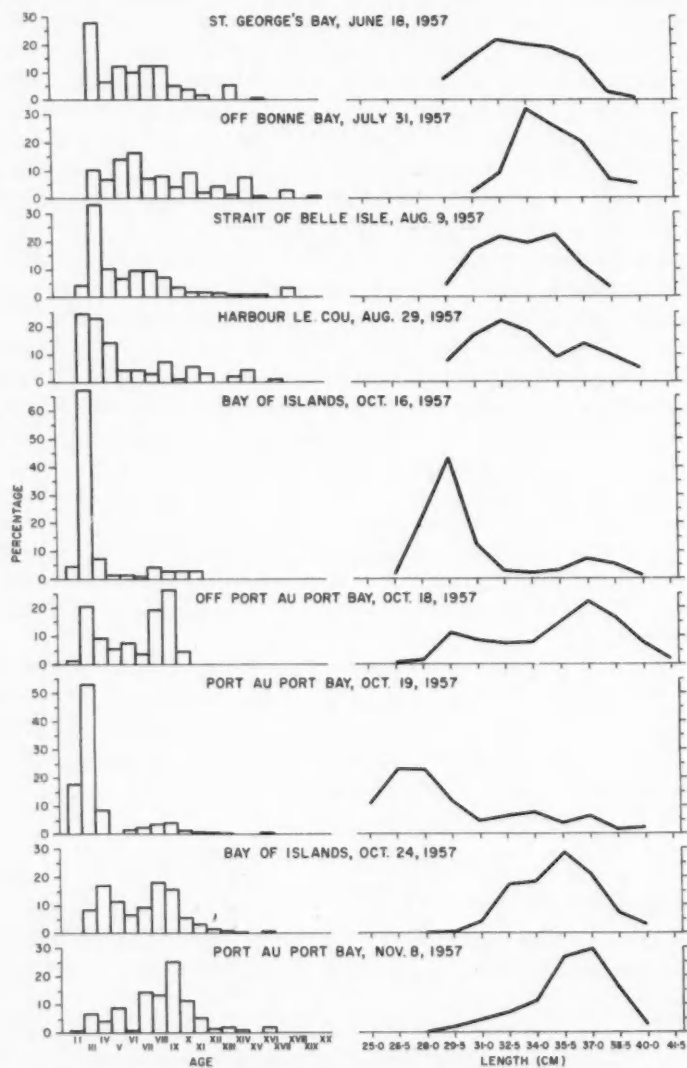 ST. GEORGE'S BAY, JUNE 18, 1957
30
20
10
0
OFF BONNE BAY, JULY 31, 1957
30
20
10
0
STRAIT OF BELLE ISLE, AUG. 9, 1957
30
20
10
0
HARBOUR LE COU, AUG. 29, 1957
20
10
0
BAY OF ISLANDS, OCT. 16, 1957
60
50
40
30
20
10
0
PERCENTAGE
OFF PORT AU PORT BAY, OCT. 18, 1957
20
10
0
PORT AU PORT BAY, OCT. 19, 1957
50
40
30
20
10
0
BAY OF ISLANDS, OCT. 24, 1957
30
20
10
0
PORT AU PORT BAY, NOV. 8, 1957
30
20
10
0
II IV VI VIII X XII XIV XVI XVIII XX
III V VII IX XI XIII XV XVII XIX
AGE
25·0 26·5 28·0 29·5 31·0 32·5 34·0 35·5 37·0 38·5 40·0 41·5
LENGTH (CM)